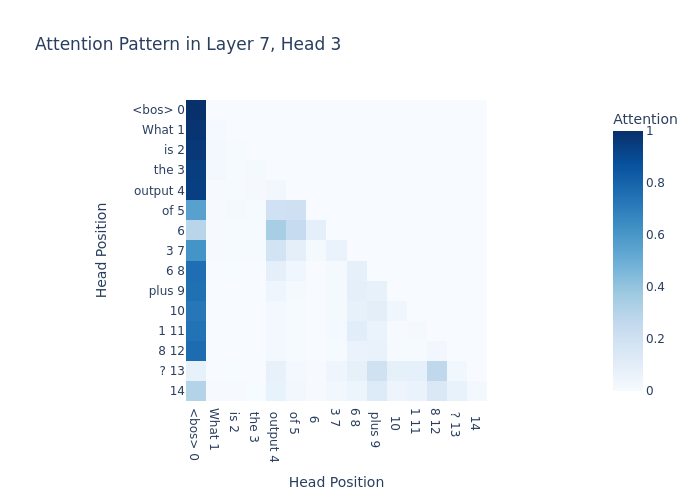 Attention Pattern in Layer 7, Head 3
Attention
<bos> 0
What 1
is 2
the 3
output 4
of 5
6
3 7
6 8
plus 9
10
1 11
8 12
? 13
14
Head Position
<bos> 0
What 1
is 2
the 3
output 4
of 5
6
3 7
6 8
plus 9
10
1 11
8 12
? 13
14
Head Position
1
0.8
0.6
0.4
0.2
0